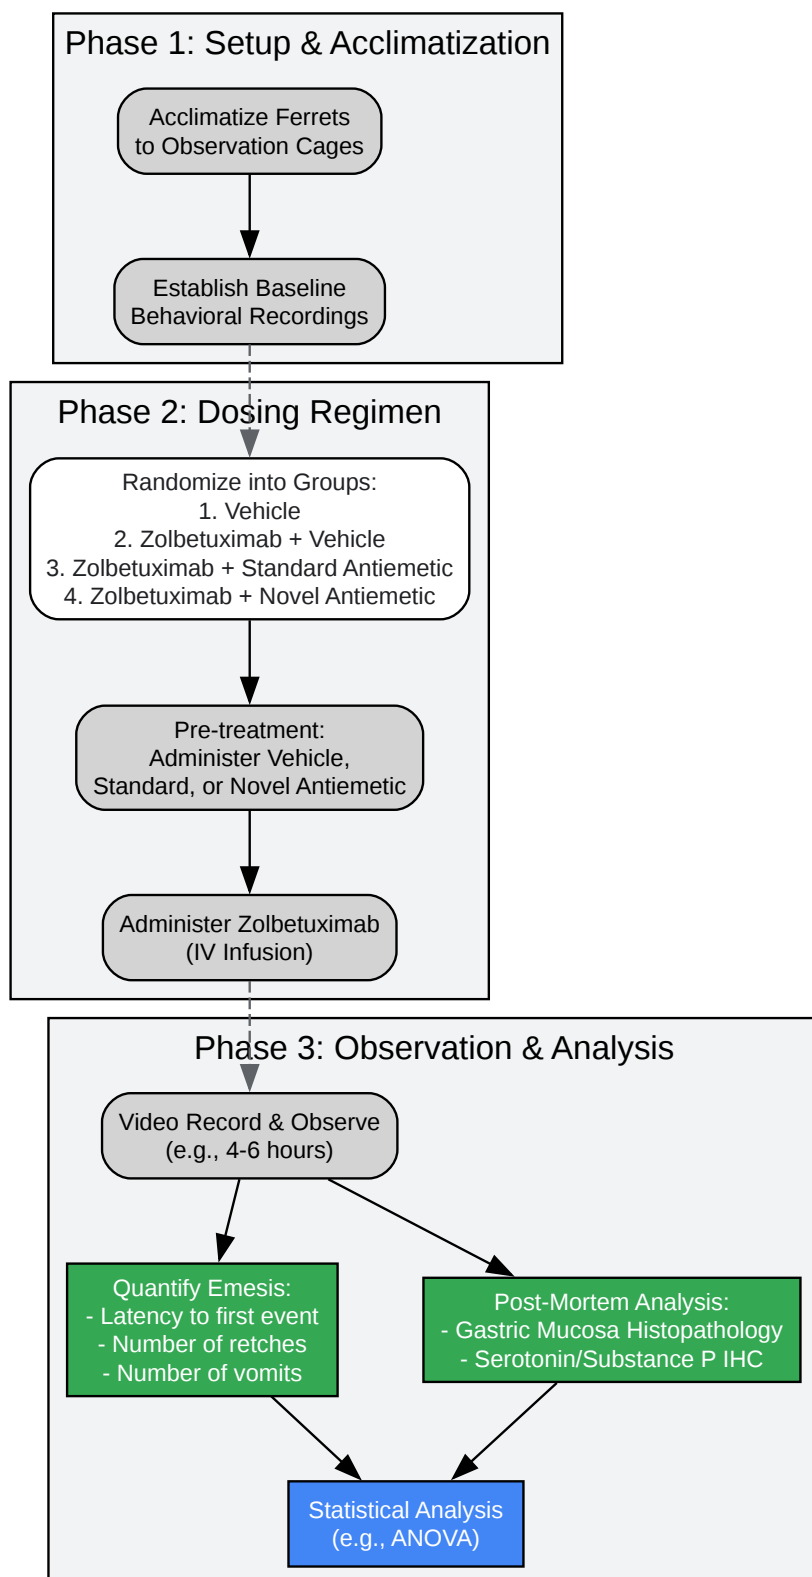 Phase 1: Setup & Acclimatization
Acclimatize Ferrets
to Observation Cages
Establish Baseline
Behavioral Recordings
Phase 2: Dosing Regimen
Randomize into Groups:
1. Vehicle
2. Zolbetuximab + Vehicle
3. Zolbetuximab + Standard Antiemetic
4. Zolbetuximab + Novel Antiemetic
Pre-treatment:
Administer Vehicle,
Standard, or Novel Antiemetic
Administer Zolbetuximab
(IV Infusion)
Phase 3: Observation & Analysis
Video Record & Observe
(e.g., 4-6 hours)
Quantify Emesis:
- Latency to first event
- Number of retches
- Number of vomits
Post-Mortem Analysis:
- Gastric Mucosa Histopathology
- Serotonin/Substance P IHC
Statistical Analysis
(e.g., ANOVA)